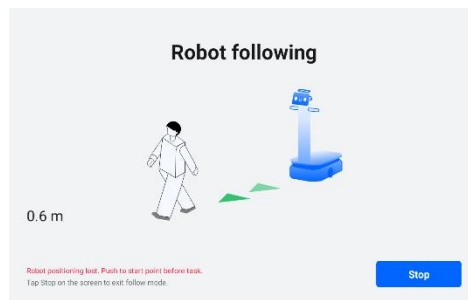 Robot following
0.6 m
Robot positioning lost. Push to start point before task.
Tap Stop on the screen to exit follow mode.
Stop